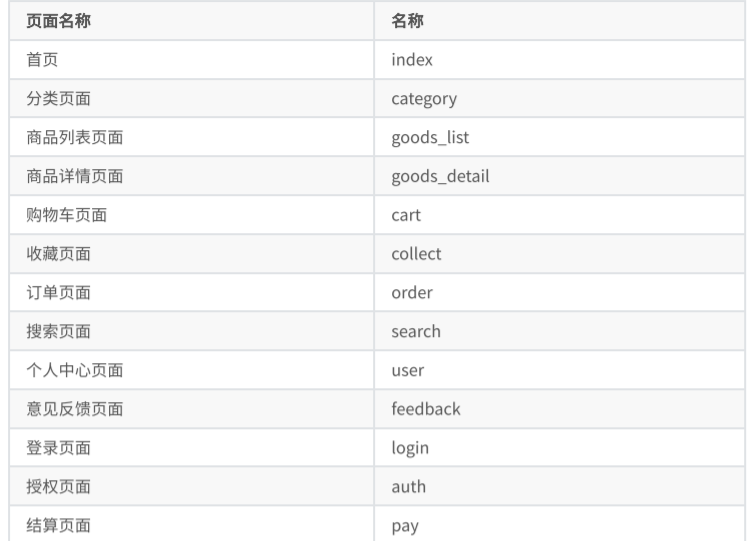 页面名称 名称
首页 index
分类页面 category
商品列表页面 goods_list
商品详情页面 goods_detail
购物车页面 cart
收藏页面 collect
订单页面 order
搜索页面 search
个人中心页面 user
意见反馈页面 feedback
登录页面 login
授权页面 auth
结算页面 pay